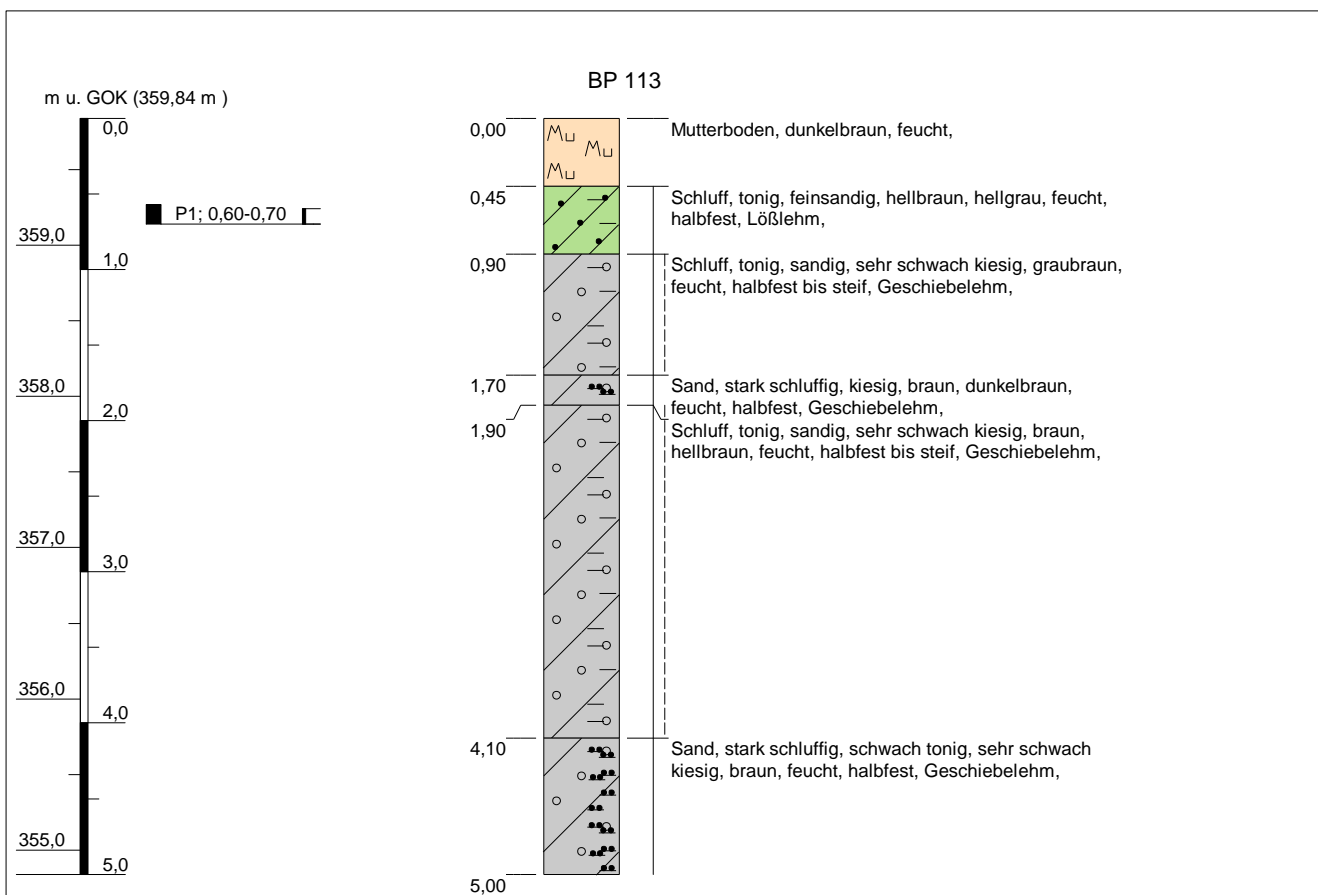 BP 113
m u. GOK (359,84 m )
0,0
359,0
1,0
358,0
2,0
357,0
3,0
356,0
4,0
355,0
5,0
P1; 0,60-0,70
Mu
Mu
Mu
0,00
Mutterboden, dunkelbraun, feucht,
0,45
Schluff, tonig, feinsandig, hellbraun, hellgrau, feucht,
halbfest, Lößlehm,
0,90
Schluff, tonig, sandig, sehr schwach kiesig, graubraun,
feucht, halbfest bis steif, Geschiebelehm,
1,70
Sand, stark schluffig, kiesig, braun, dunkelbraun,
feucht, halbfest, Geschiebelehm,
1,90
Schluff, tonig, sandig, sehr schwach kiesig, braun,
hellbraun, feucht, halbfest bis steif, Geschiebelehm,
4,10
Sand, stark schluffig, schwach tonig, sehr schwach
kiesig, braun, feucht, halbfest, Geschiebelehm,
5,00